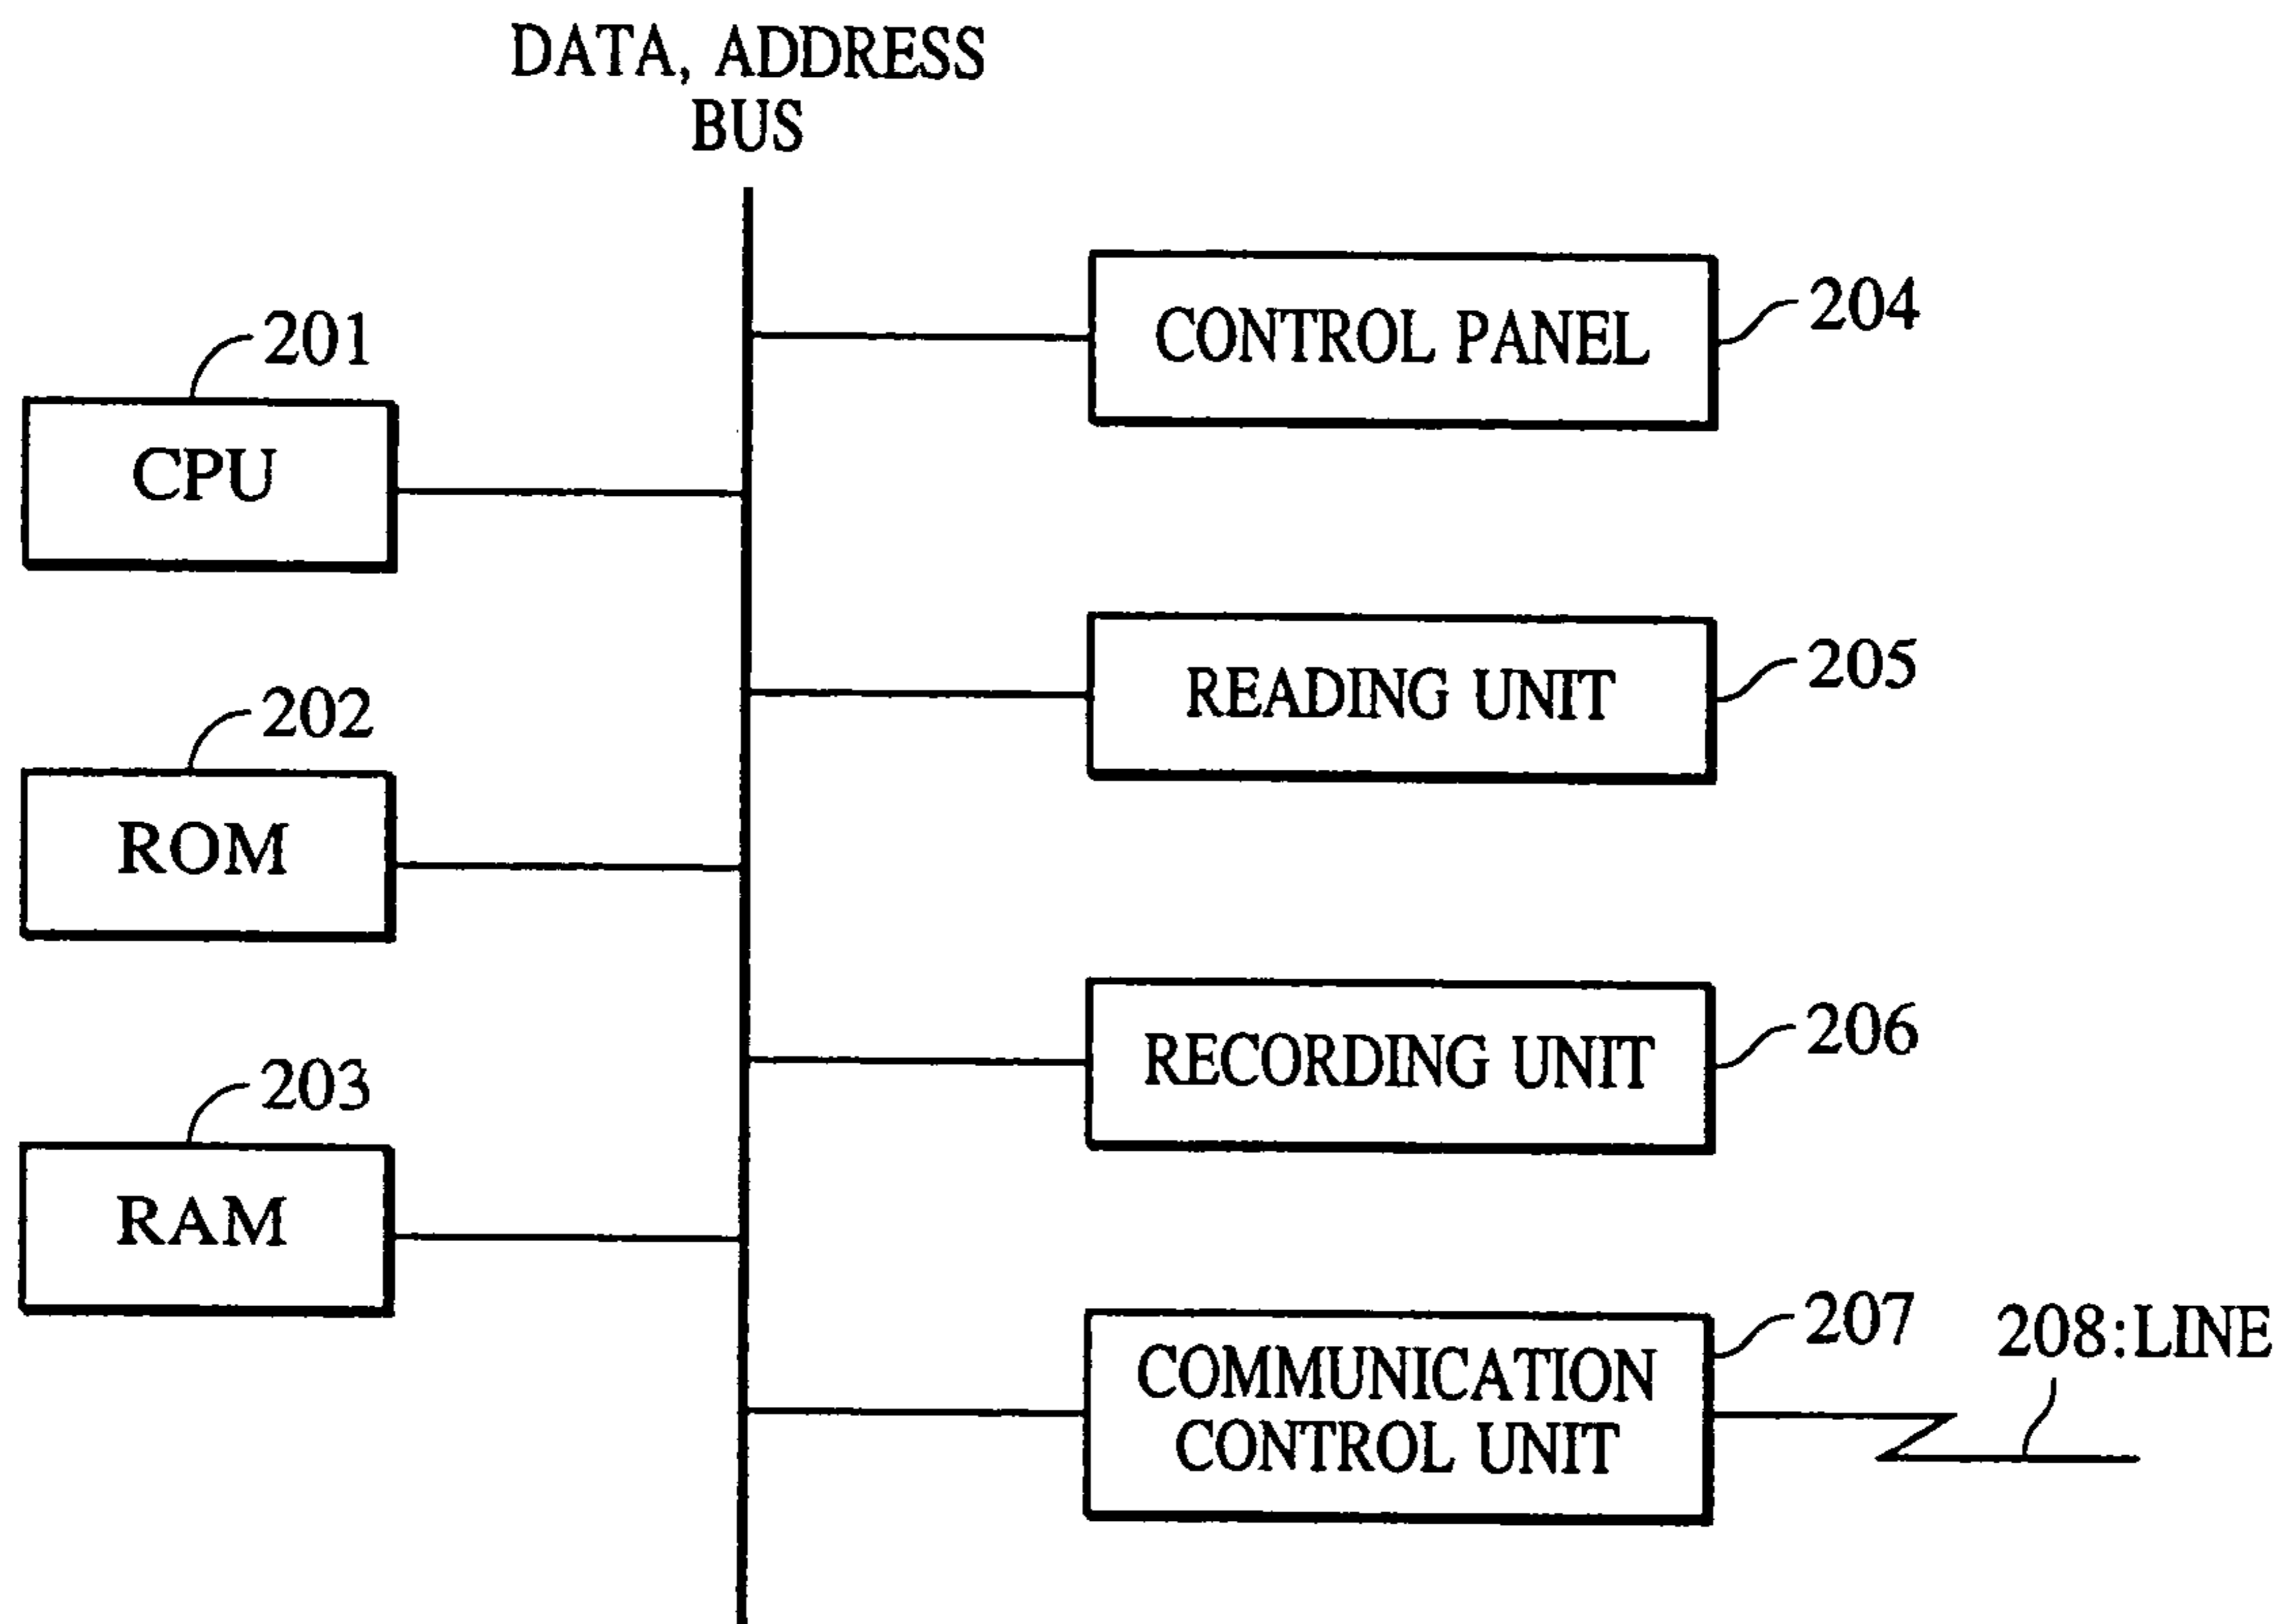 DATA, ADDRESS
BUS
201
CPU
202
ROM
203
RAM
204
CONTROL PANEL
205
READING UNIT
206
RECORDING UNIT
207
COMMUNICATION
CONTROL UNIT
208:LINE